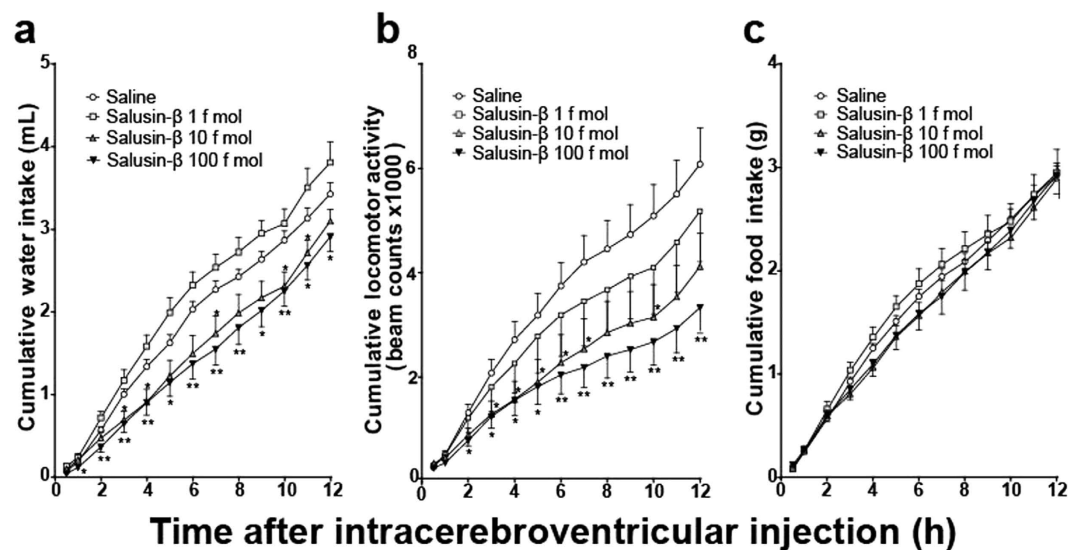 a
Cumulative water intake (mL)
5
4
3
2
1
0
Saline
Salusin-β 1 f mol
Salusin-β 10 f mol
Salusin-β 100 f mol
0 2 4 6 8 10 12
b
Cumulative locomotor activity
(beam counts x1000)
8
6
4
2
0
Saline
Salusin-β 1 f mol
Salusin-β 10 f mol
Salusin-β 100 f mol
0 2 4 6 8 10 12
c
Cumulative food intake (g)
4
3
2
1
0
Saline
Salusin-β 1 f mol
Salusin-β 10 f mol
Salusin-β 100 f mol
0 2 4 6 8 10 12
Time after intracerebroventricular injection (h)